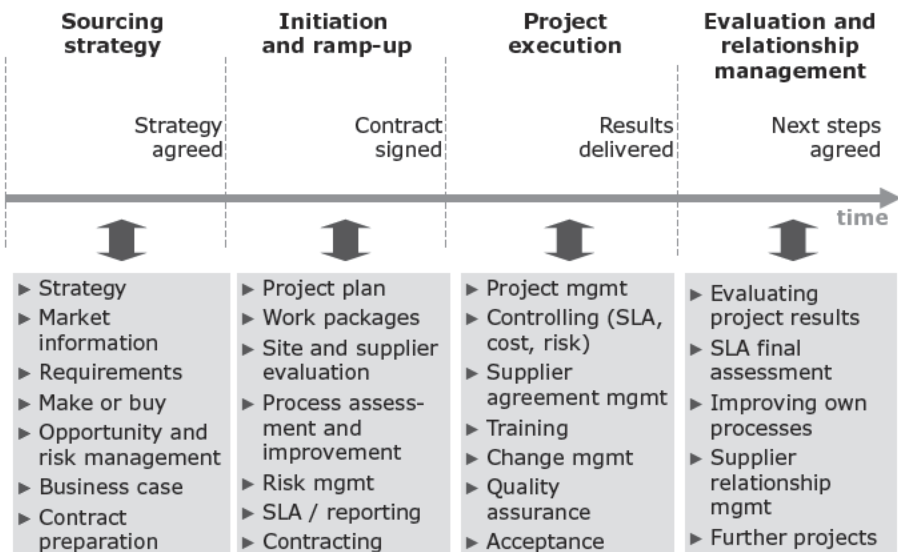 Sourcing
strategy
Initiation
and ramp-up
Project
execution
Evaluation and
relationship
management
Strategy
agreed
Contract
signed
Results
delivered
Next steps
agreed
time
► Strategy
► Market
information
► Requirements
► Make or buy
► Opportunity and
risk management
► Business case
► Contract
preparation
► Project plan
► Work packages
► Site and supplier
evaluation
► Process assess-
ment and
improvement
► Risk mgmt
► SLA / reporting
► Contracting
► Project mgmt
► Controlling (SLA,
cost, risk)
► Supplier
agreement mgmt
► Training
► Change mgmt
► Quality
assurance
► Acceptance
► Evaluating
project results
► SLA final
assessment
► Improving own
processes
► Supplier
relationship
mgmt
► Further projects